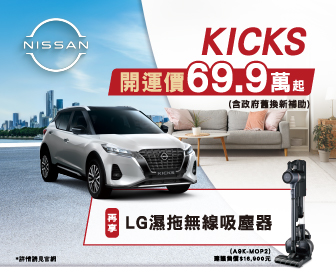 NISSAN
KICKS
開運價69.9萬起
(含政府舊換新補助)
KICKS
再享 LG濕拖無線吸塵器
(A9K-MOP2)
建議售價$16,900元
*詳情請見官網